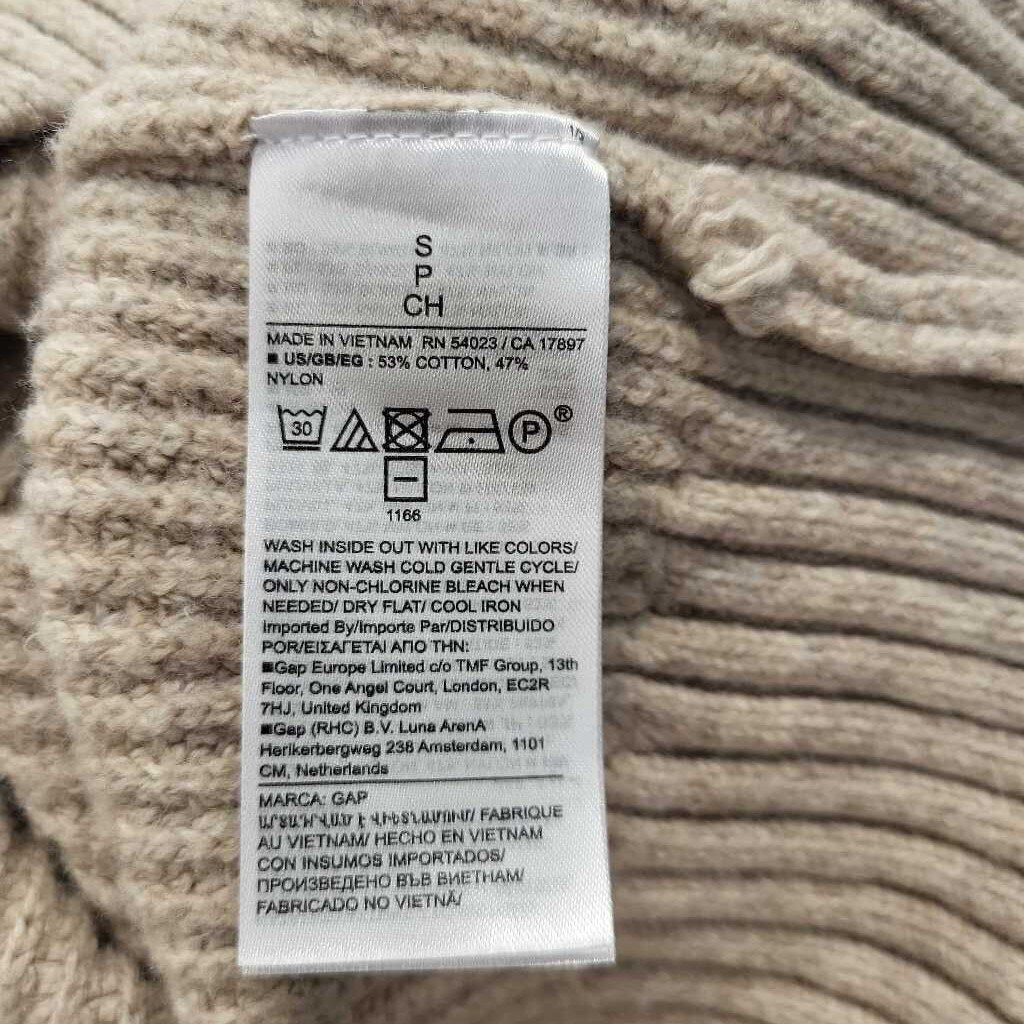 S
P
CH
MADE IN VIETNAM RN 54023 / CA 17897
■ US/GB/EG : 53% COTTON, 47%
NYLON
30 P ®
1166
WASH INSIDE OUT WITH LIKE COLORS/
MACHINE WASH COLD GENTLE CYCLE/
ONLY NON-CHLORINE BLEACH WHEN
NEEDED/ DRY FLAT/ COOL IRON
Imported By/Importe Par/DISTRIBUIDO
POR/ΕΙΣΑΓΕΤΑΙ ΑΠΟ ΤΗΝ:
■Gap Europe Limited c/o TMF Group, 13th
Floor, One Angel Court, London, EC2R
7HJ, United Kingdom
■Gap (RHC) B.V. Luna ArenA
Herikerbergweg 238 Amsterdam, 1101
CM, Netherlands
MARCA: GAP
ԱՐՏԱԴՐՎԱԾ Է ՎԻԵՏՆԱՄՈՒՄ/ FABRIQUE
AU VIETNAM/ HECHO EN VIETNAM
CON INSUMOS IMPORTADOS/
ПРОИЗВЕДЕНО ВЪВ ВИЕТНАМ/
FABRICADO NO VIETNÃ/